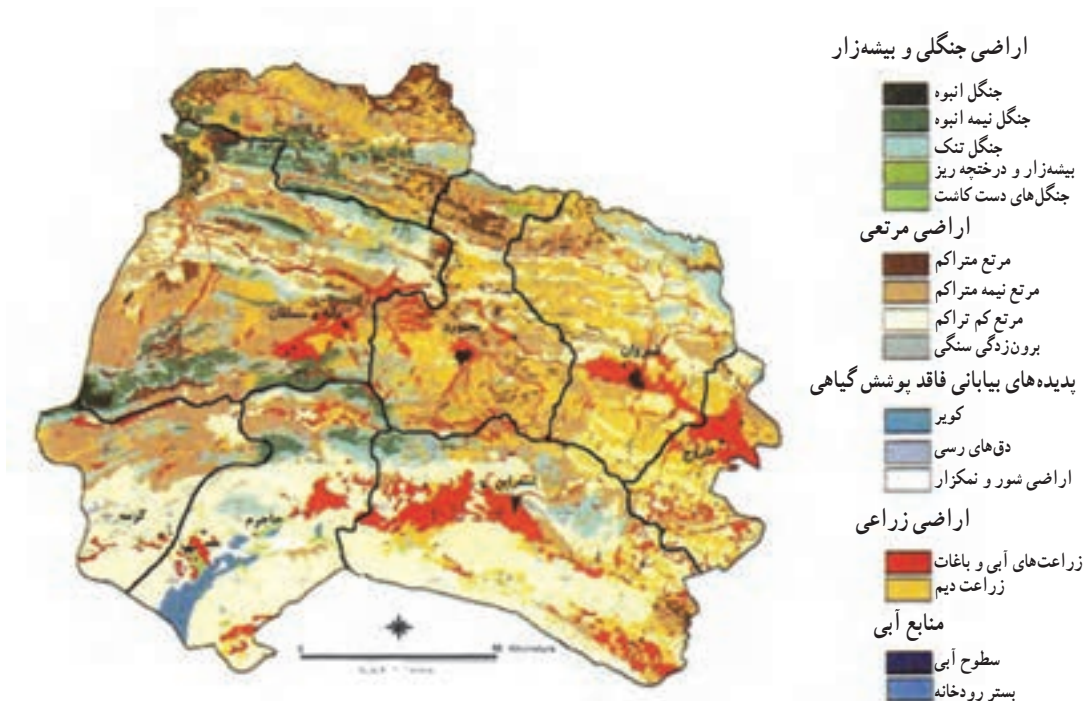 اراضی جنگلی و بیشه‌زار
جنگل انبوه
جنگل نیمه انبوه
جنگل تنک
بیشه‌زار و درختچه ریز
جنگل‌های دست کاشت
اراضی مرتعی
مرتع متراکم
مرتع نیمه متراکم
مرتع کم تراکم
برون‌زدگی سنگی
پدیده‌های بیابانی فاقد پوشش گیاهی
کویر
دق‌های رسی
اراضی شور و نمکزار
اراضی زراعی
زراعت‌های آبی و باغات
زراعت دیم
منابع آبی
سطوح آبی
بستر رودخانه
بجنورد
شیروان
جاجرم
گرمه